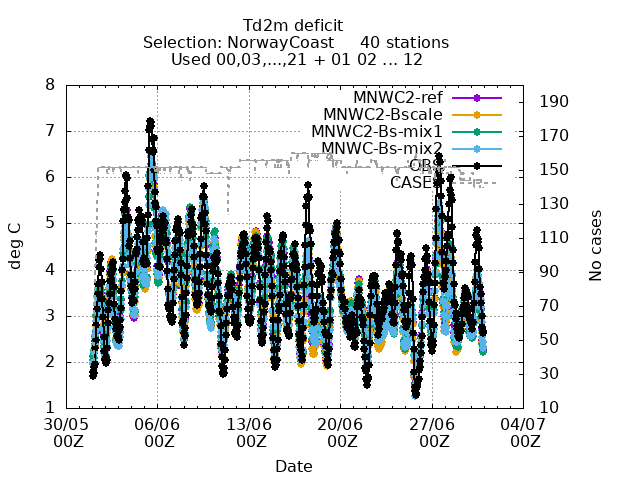 Td2m deficit
Selection: NorwayCoast 40 stations
Used 00,03,...,21 + 01 02 ... 12
MNWC2-ref
MNWC2-Bscale
MNWC2-Bs-mix1
MNWC-Bs-mix2
OBS
CASES
deg C
8
7
6
5
4
3
2
1
190
170
150
130
110
90
70
50
30
10
No cases
30/05 06/06 13/06 20/06 27/06 04/07
00Z 00Z 00Z 00Z 00Z 00Z
Date